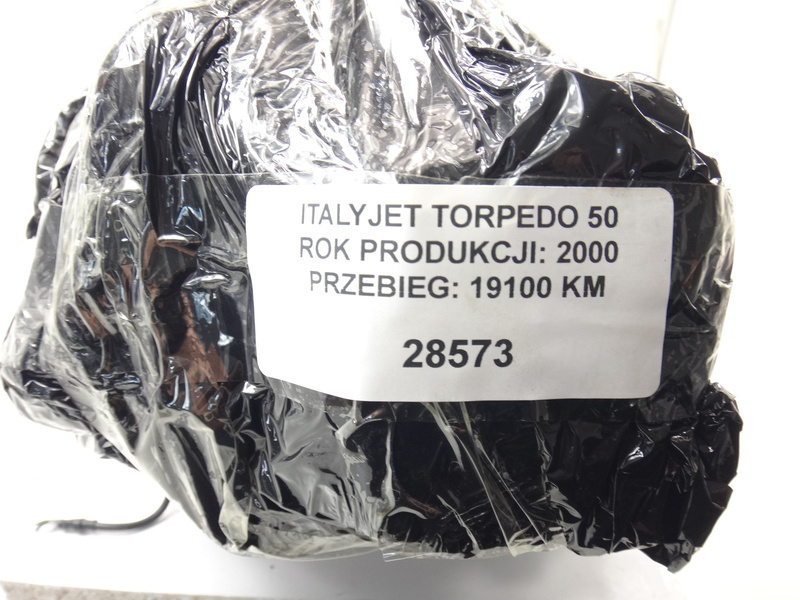 ITALYJET TORPEDO 50
ROK PRODUKCJI: 2000
PRZEBIEG: 19100 KM
28573